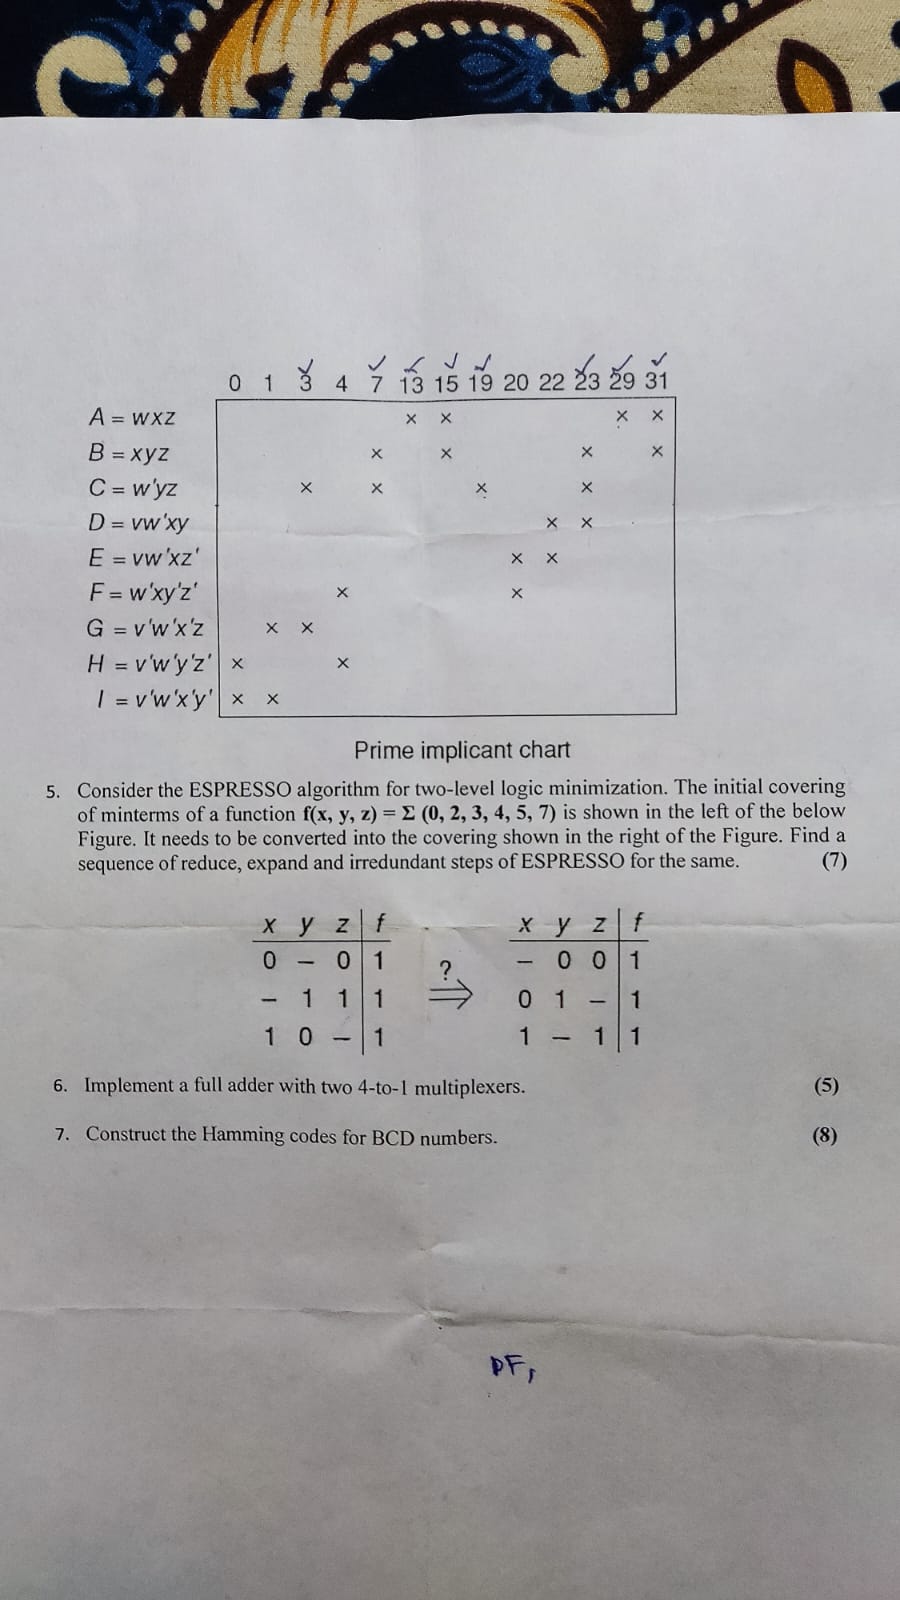 0 1 3 4 7 13 15 19 20 22 23 29 31
A = wxz × × × ×
B = xyz × × × ×
C = w'yz × × × ×
D = vw'xy × ×
E = vw'xz' × ×
F = w'xy'z' × ×
G = v'w'x'z × ×
H = v'w'y'z' × ×
I = v'w'x'y' × ×
Prime implicant chart
5. Consider the ESPRESSO algorithm for two-level logic minimization. The initial covering
of minterms of a function f(x, y, z) = Σ (0, 2, 3, 4, 5, 7) is shown in the left of the below
Figure. It needs to be converted into the covering shown in the right of the Figure. Find a
sequence of reduce, expand and irredundant steps of ESPRESSO for the same. (7)
x y z f x y z f
0 – 0 1 ? – 0 0 1
– 1 1 1 ⇒ 0 1 – 1
1 0 – 1 1 – 1 1
6. Implement a full adder with two 4-to-1 multiplexers. (5)
7. Construct the Hamming codes for BCD numbers. (8)
DF,